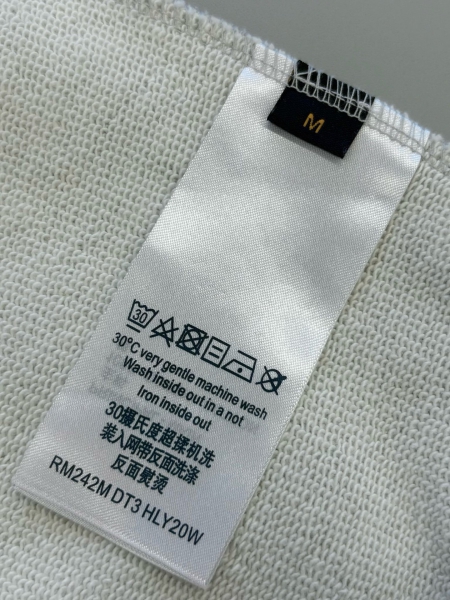 M
30
30°C very gentle machine wash
Wash inside out in a not
Iron inside out
30摄氏度超揉机洗
装入网带反面洗涤
反面熨烫
RM242M DT3 HLY20W